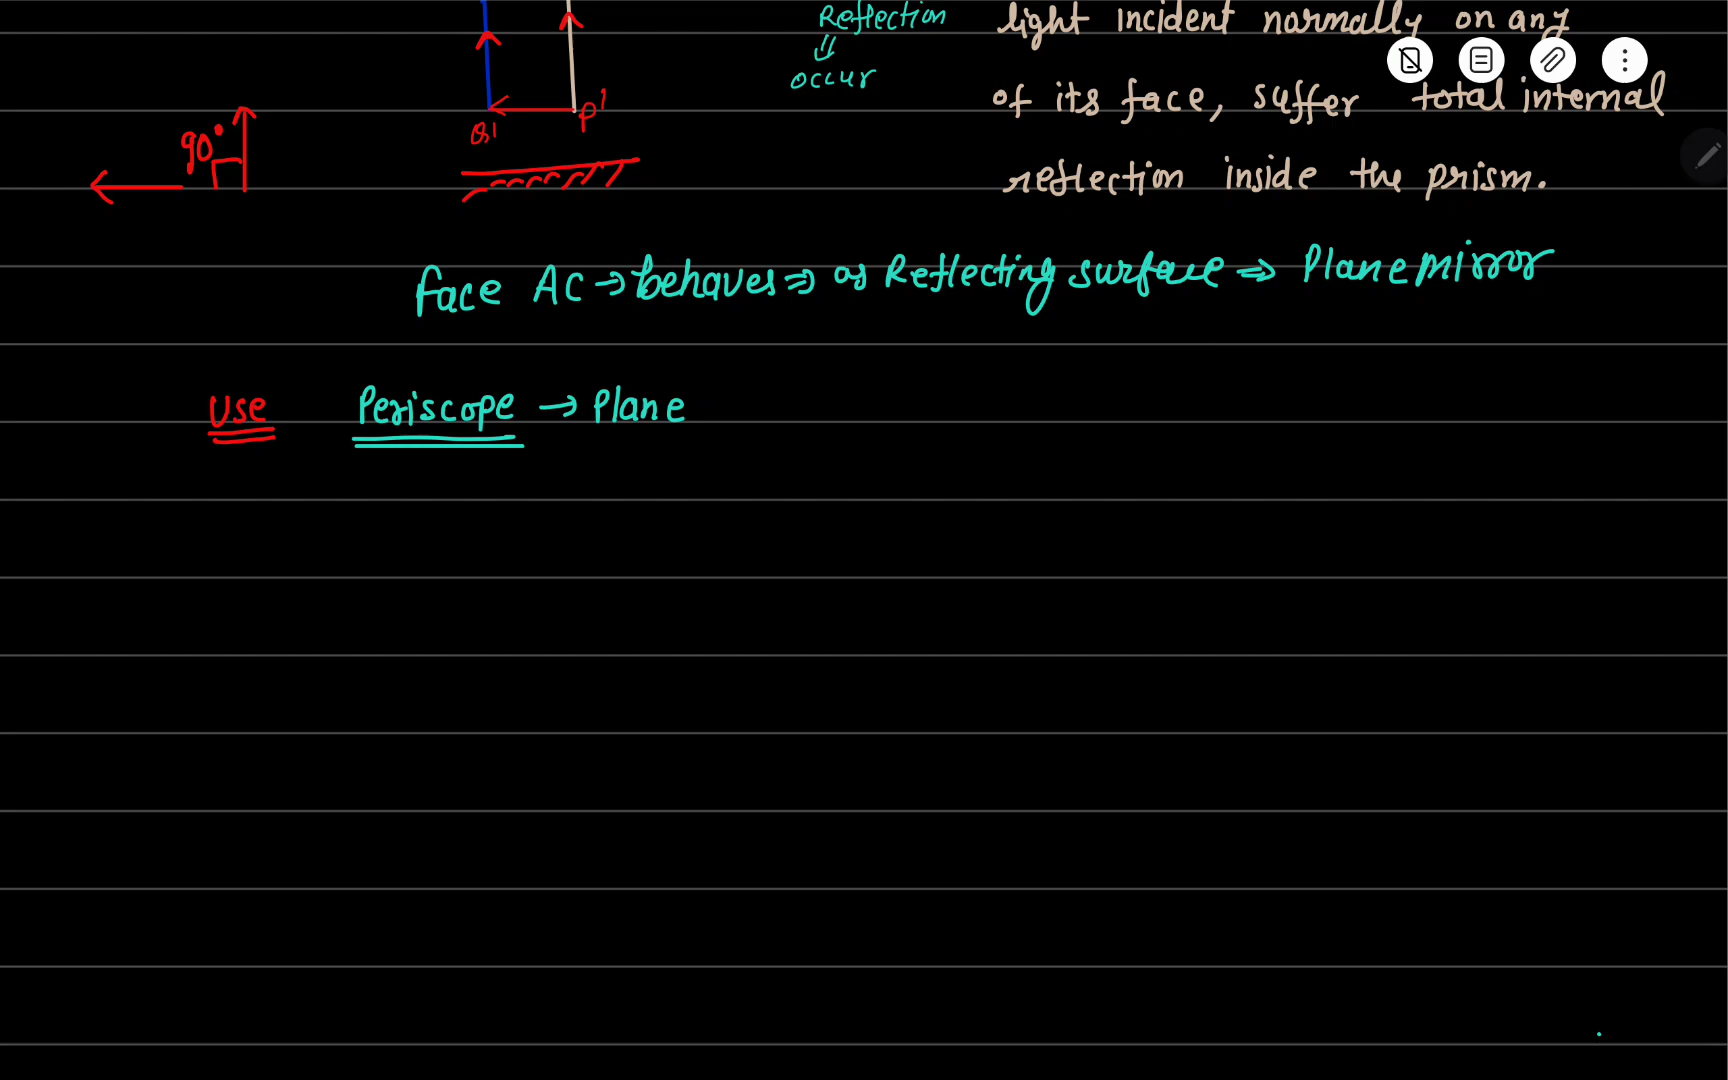 Reflection
⇓
occur
light incident normally on any
of its face, suffer total internal
reflection inside the prism.
Q' P'
90°
face AC → behaves ⇒ as Reflecting surface ⇒ Plane mirror
Use Periscope → Plane